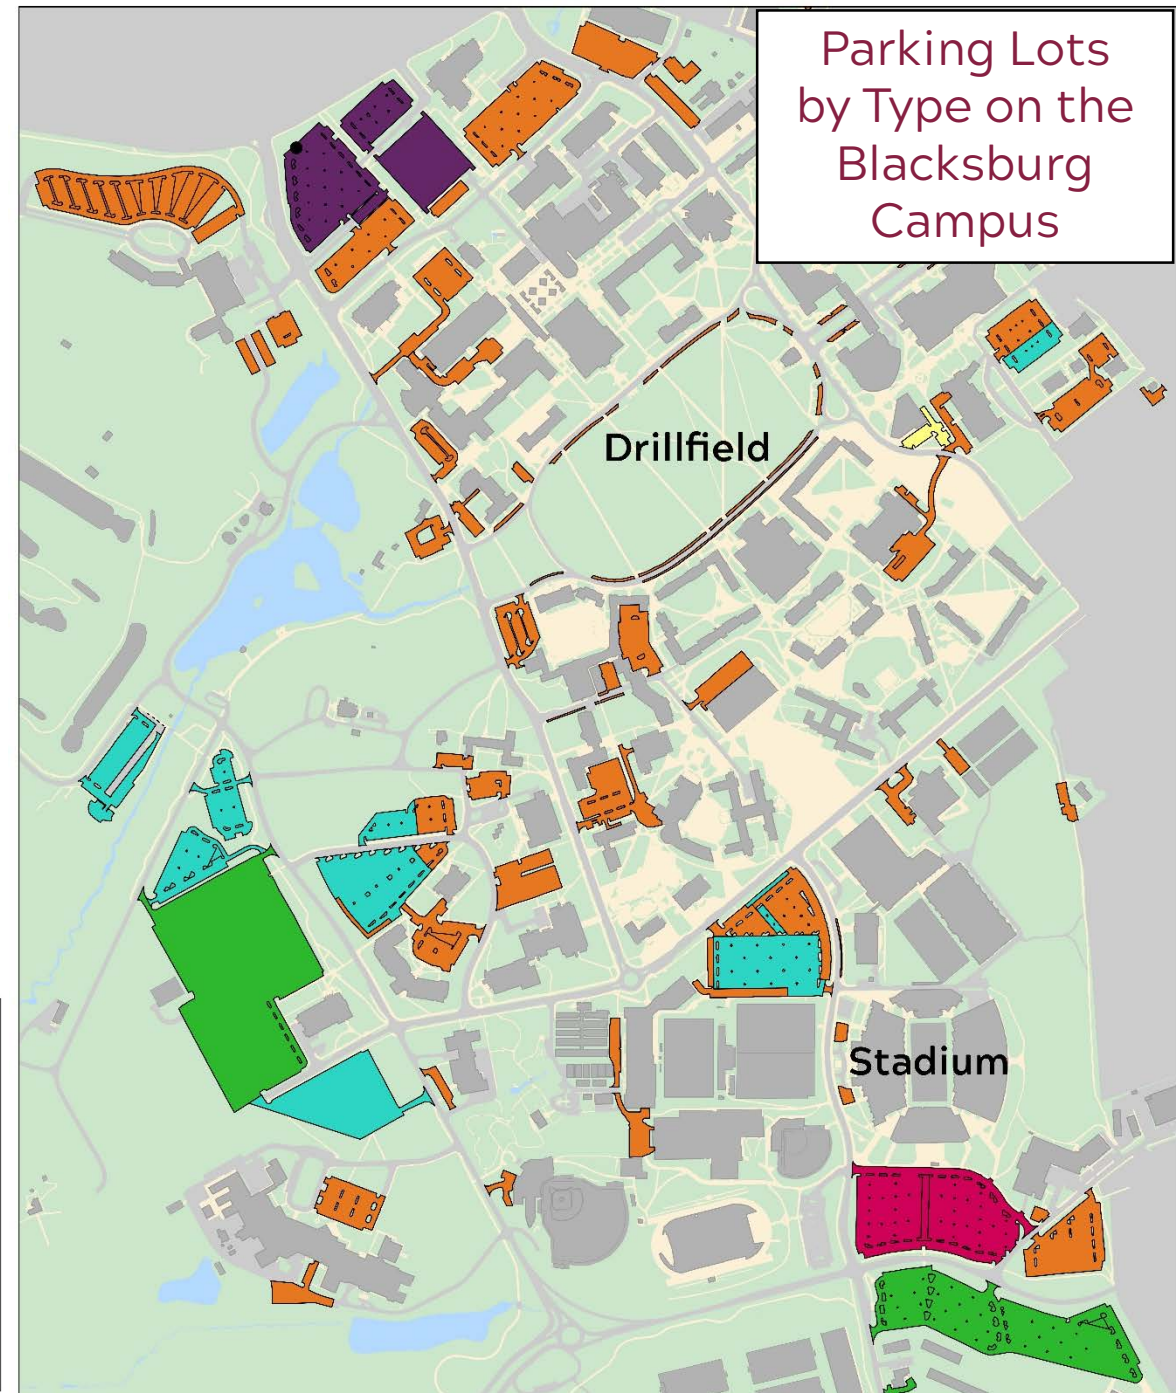 Parking Lots
by Type on the
Blacksburg
Campus
Drillfield
Stadium